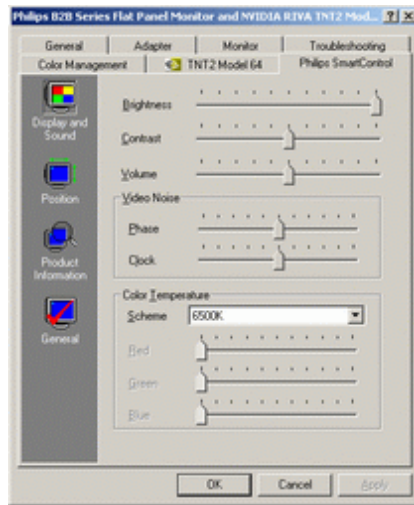 Philips B2B Series Flat Panel Monitor and NVIDIA RIVA TNT2 Mod...
General Adapter Monitor Troubleshooting
Color Management TNT2 Model 64 Philips SmartControl
Display and
Sound
Position
Product
Information
General
Brightness
Contrast
Volume
Video Noise
Phase
Clock
Color Temperature
Scheme 6500K
Red
Green
Blue
OK Cancel Apply